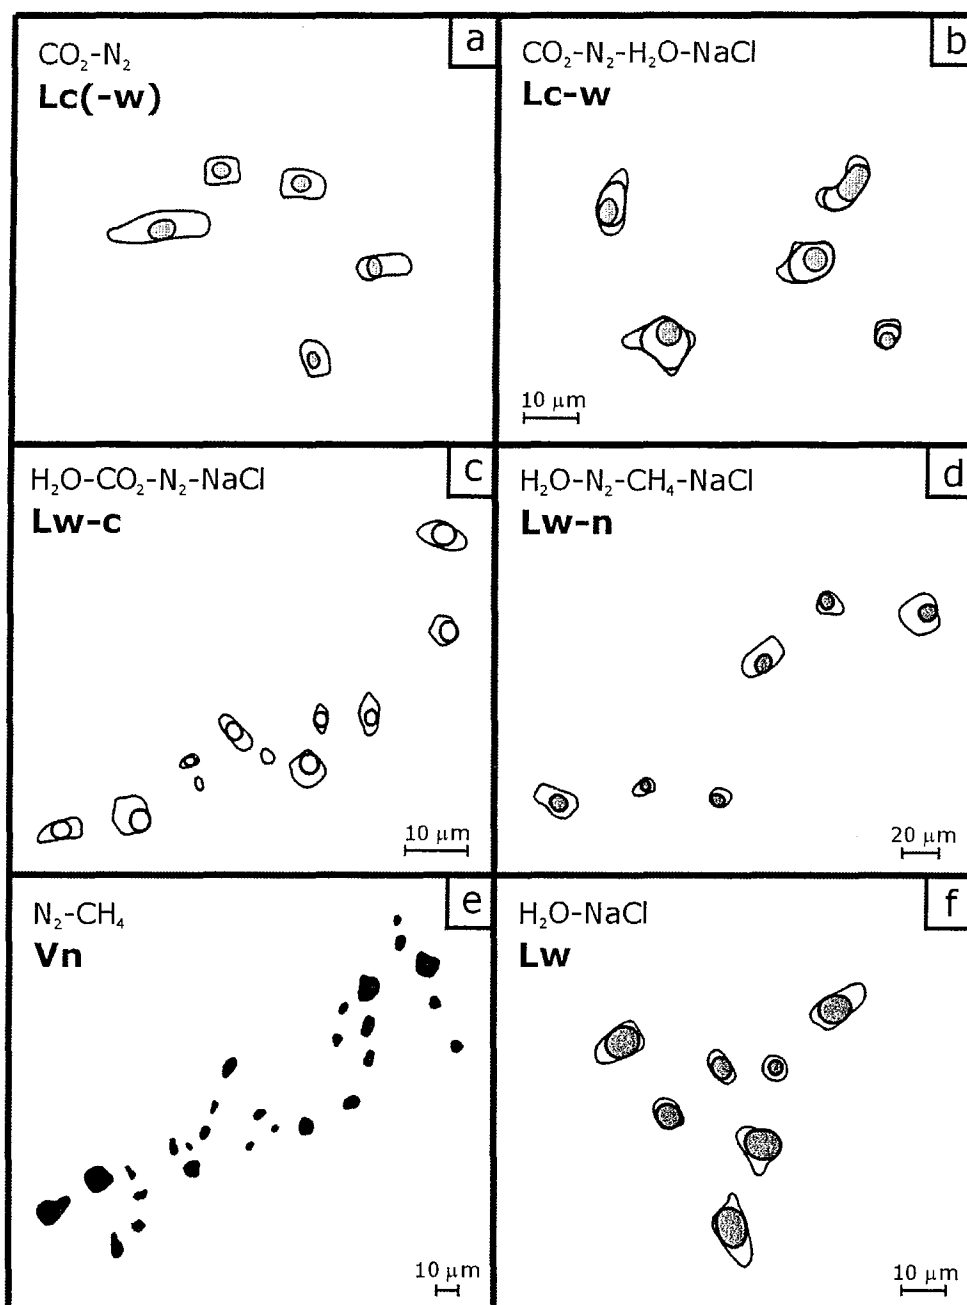 a
CO₂-N₂
Lc(-w)
b
CO₂-N₂-H₂O-NaCl
Lc-w
10 μm
c
H₂O-CO₂-N₂-NaCl
Lw-c
10 μm
d
H₂O-N₂-CH₄-NaCl
Lw-n
20 μm
e
N₂-CH₄
Vn
10 μm
f
H₂O-NaCl
Lw
10 μm